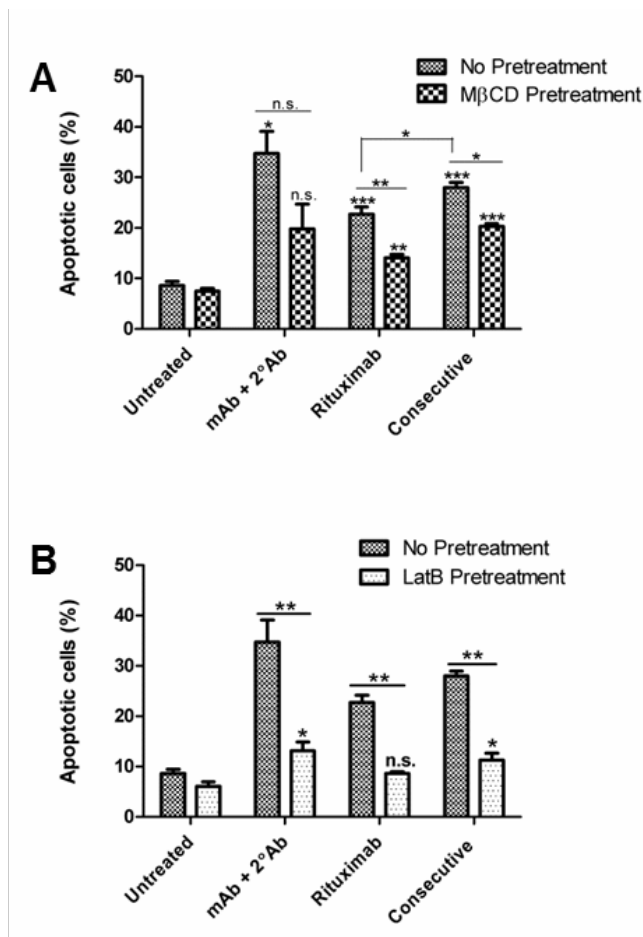 A
No Pretreatment
MβCD Pretreatment
Apoptotic cells (%)
50
40
30
20
10
0
n.s.
*
n.s.
***
**
**
*
***
*
***
Untreated
mAb + 2°Ab
Rituximab
Consecutive
B
No Pretreatment
LatB Pretreatment
Apoptotic cells (%)
50
40
30
20
10
0
**
*
**
n.s.
**
*
Untreated
mAb + 2°Ab
Rituximab
Consecutive